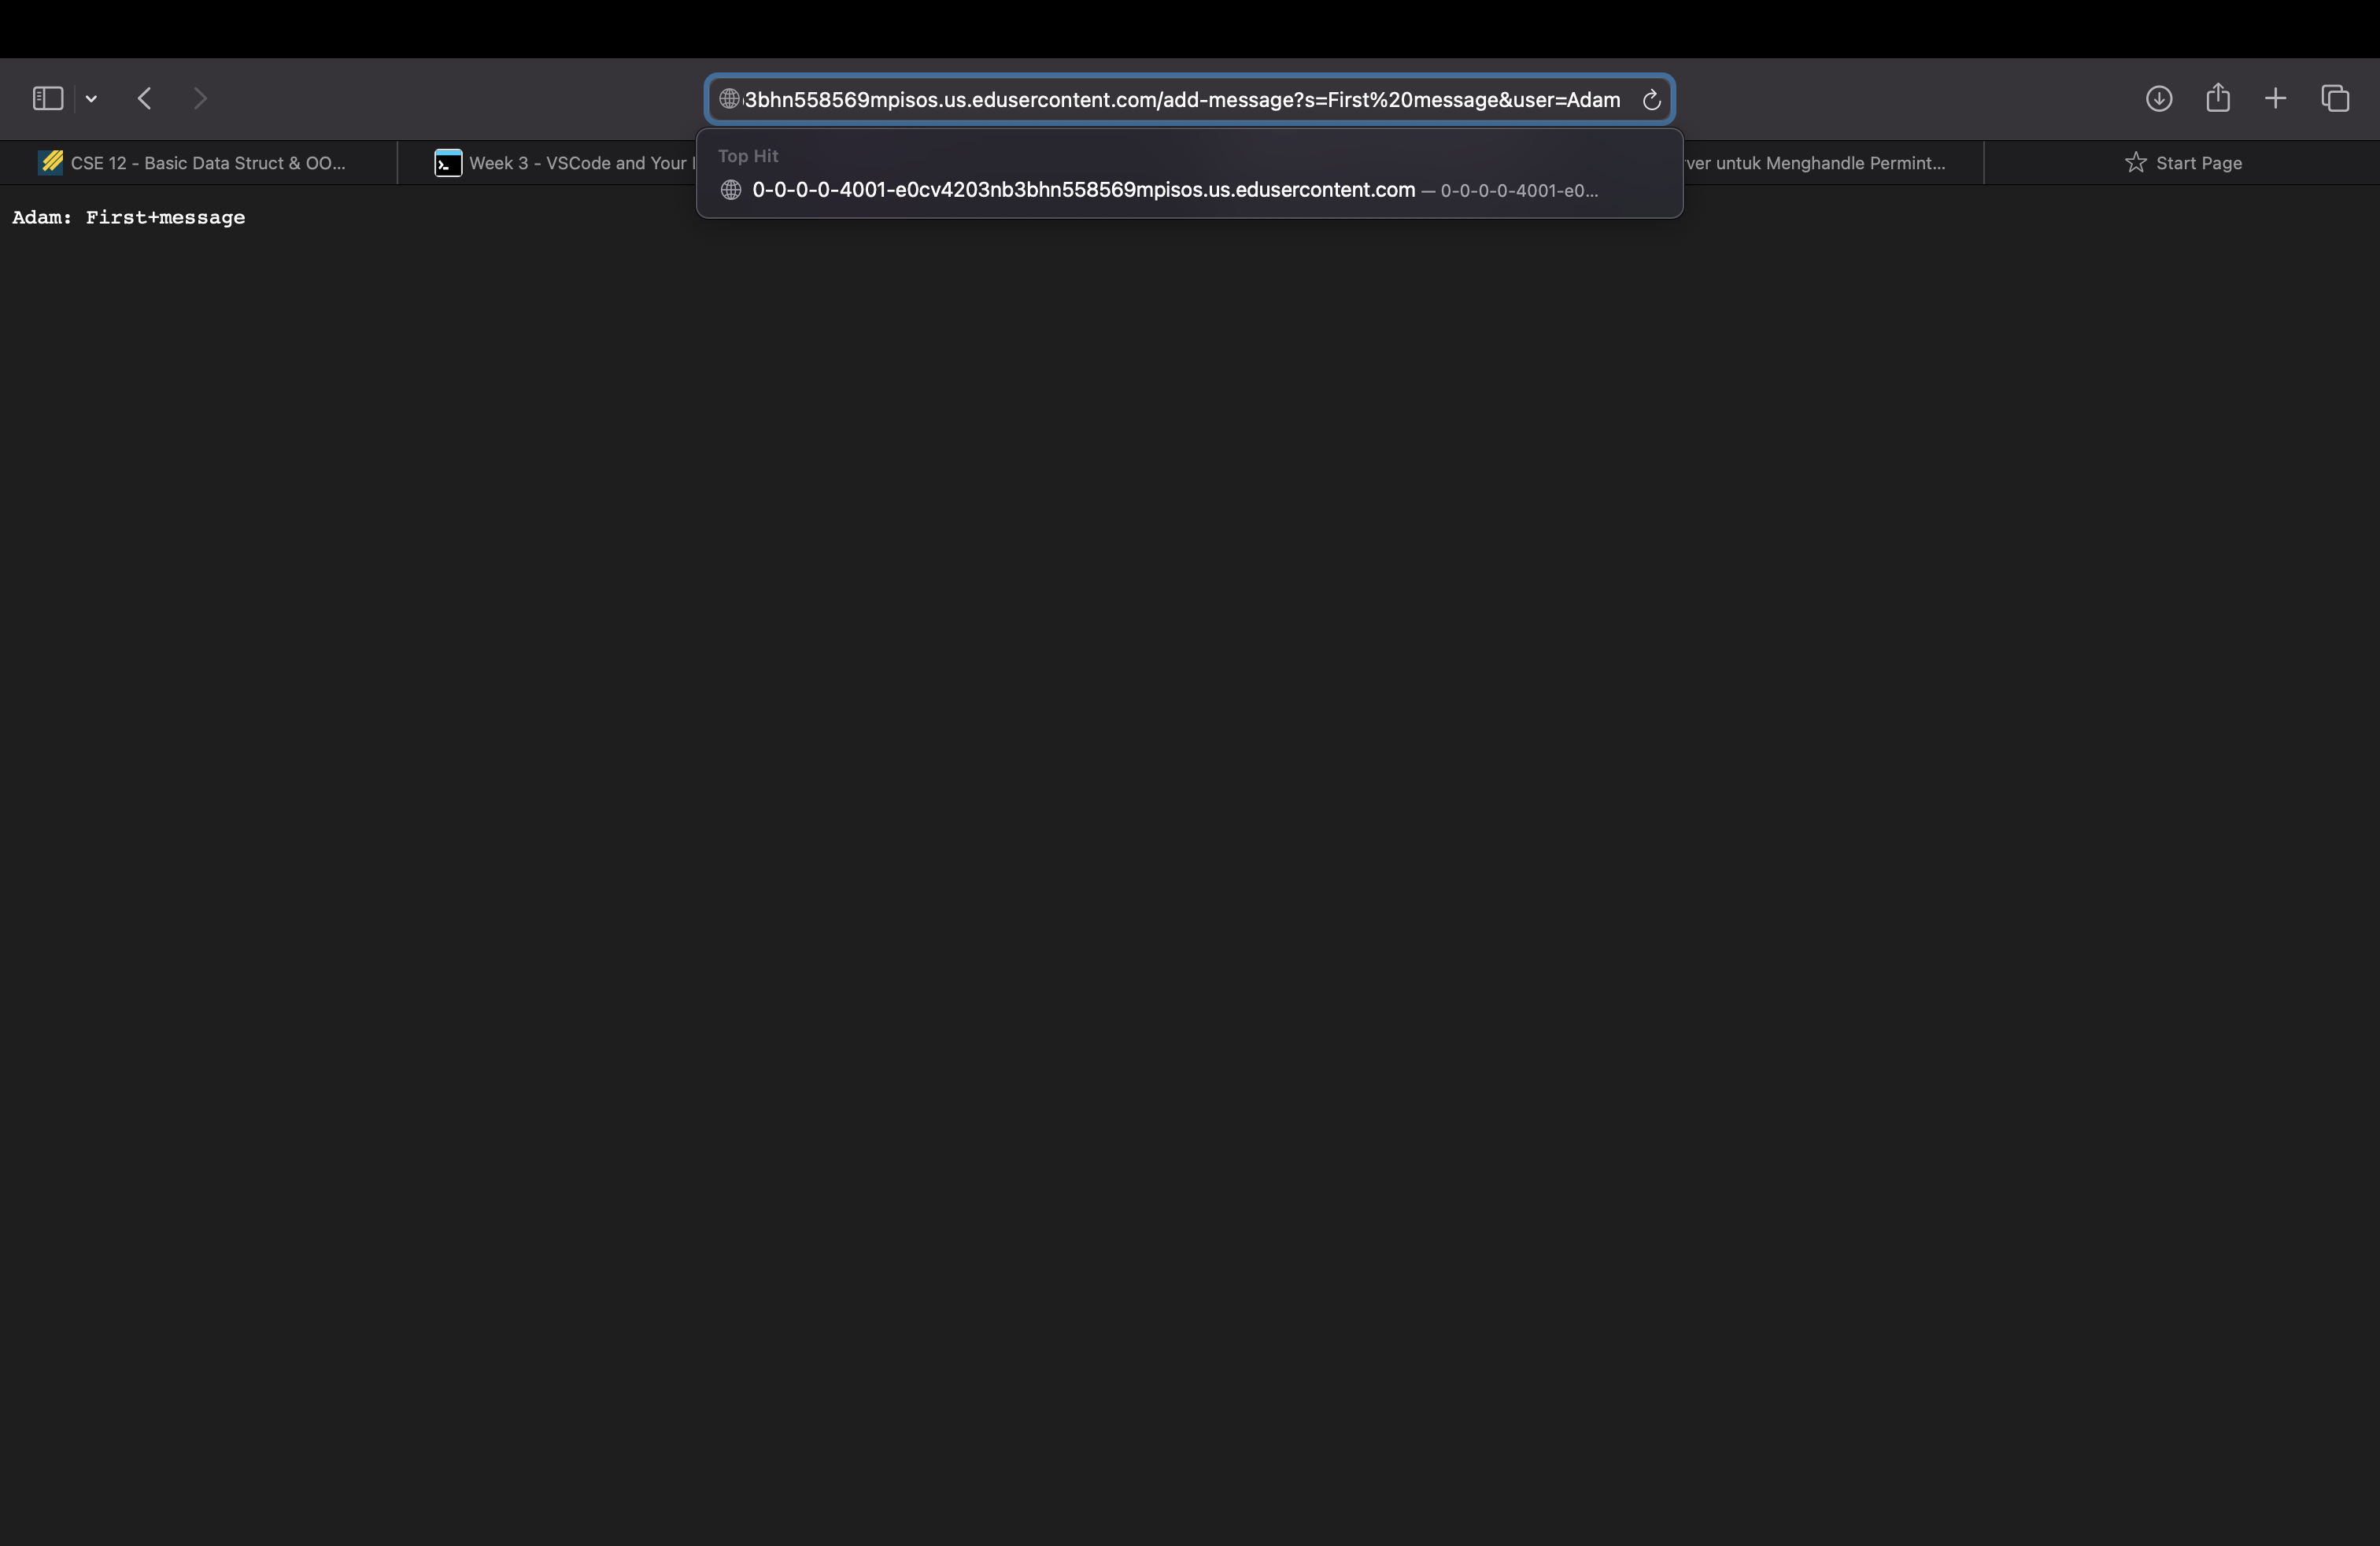 3bhn558569mpisos.us.edusercontent.com/add-message?s=First%20message&user=Adam
CSE 12 - Basic Data Struct & OO...
Week 3 - VSCode and Your
Top Hit
0-0-0-0-4001-e0cv4203nb3bhn558569mpisos.us.edusercontent.com — 0-0-0-0-4001-e0...
ver untuk Menghandle Permint...
Start Page
Adam: First+message